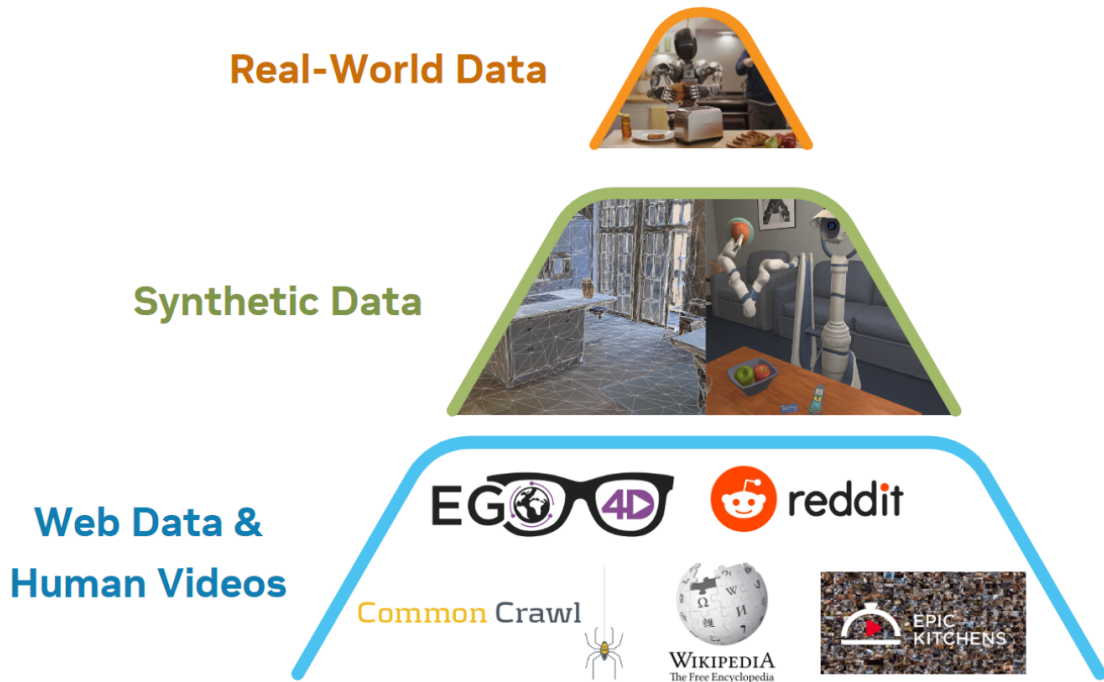 Real-World Data
Synthetic Data
Web Data &
Human Videos
EGO4D
reddit
Common Crawl
WIKIPEDIA
The Free Encyclopedia
EPIC
KITCHENS